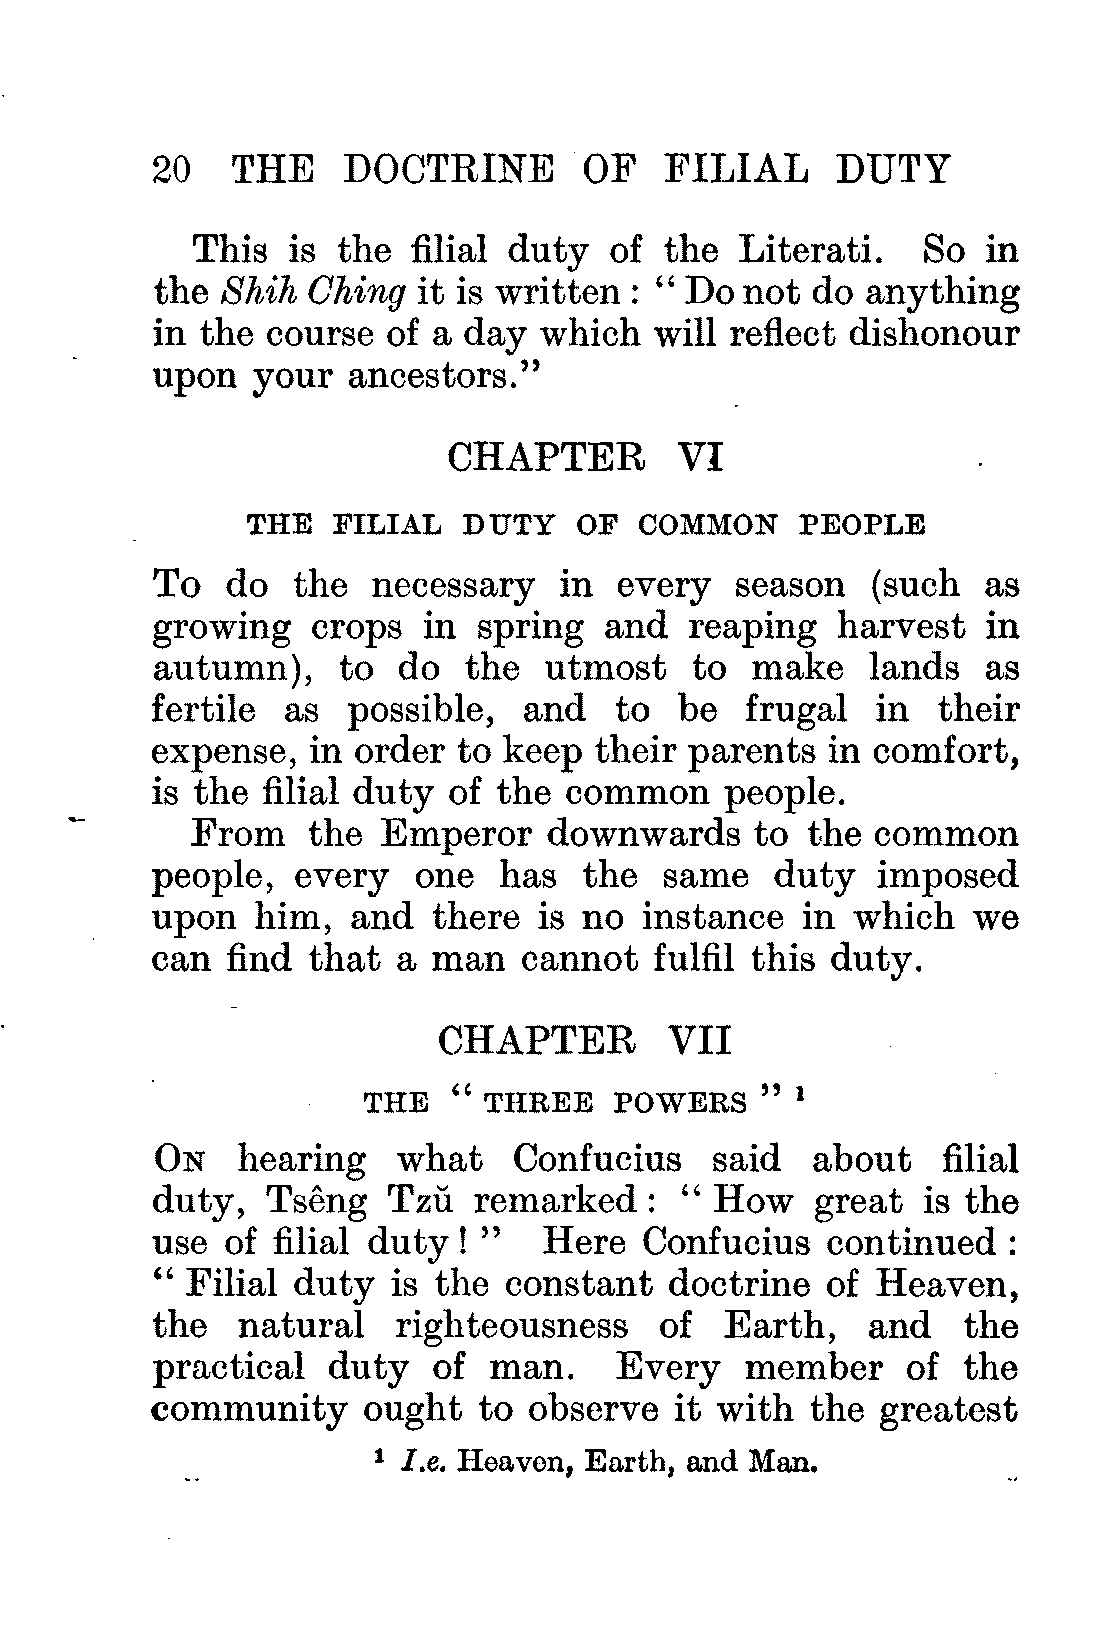 20 THE DOCTRINE OF FILIAL DUTY
This is the filial duty of the Literati. So in
the Shih Ching it is written : “ Do not do anything
in the course of a day which will reflect dishonour
upon your ancestors.”
CHAPTER VI
THE FILIAL DUTY OF COMMON PEOPLE
To do the necessary in every season (such as
growing crops in spring and reaping harvest in
autumn), to do the utmost to make lands as
fertile as possible, and to be frugal in their
expense, in order to keep their parents in comfort,
is the filial duty of the common people.
From the Emperor downwards to the common
people, every one has the same duty imposed
upon him, and there is no instance in which we
can find that a man cannot fulfil this duty.
CHAPTER VII
THE “ THREE POWERS ” ¹
ON hearing what Confucius said about filial
duty, Tsêng Tzŭ remarked : “ How great is the
use of filial duty ! ” Here Confucius continued :
“ Filial duty is the constant doctrine of Heaven,
the natural righteousness of Earth, and the
practical duty of man. Every member of the
community ought to observe it with the greatest
¹ I.e. Heaven, Earth, and Man.